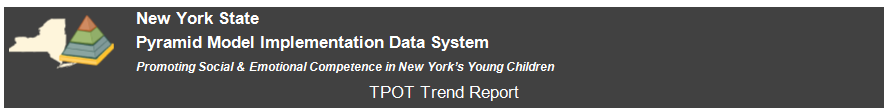 New York State
Pyramid Model Implementation Data System
Promoting Social & Emotional Competence in New York's Young Children
TPOT Trend Report